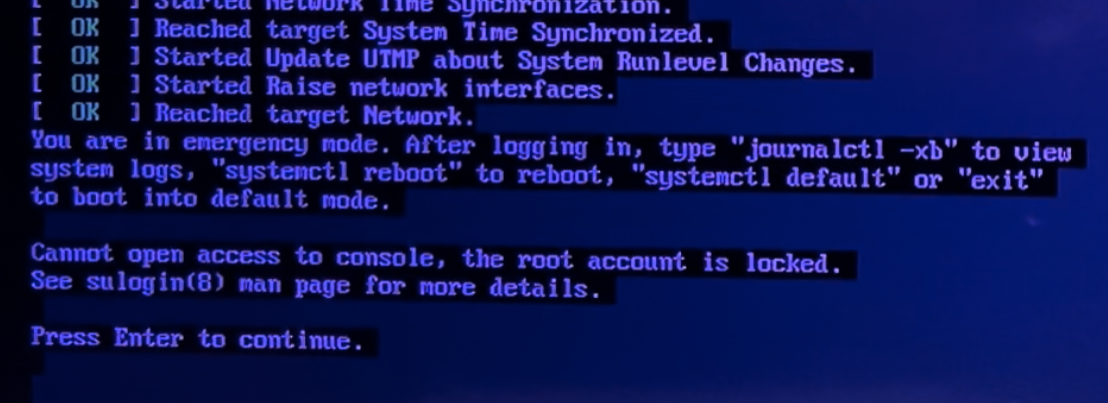 [ OK ] Started Network Time Synchronization.
[ OK ] Reached target System Time Synchronized.
[ OK ] Started Update UTMP about System Runlevel Changes.
[ OK ] Started Raise network interfaces.
[ OK ] Reached target Network.
You are in emergency mode. After logging in, type "journalctl -xb" to view
system logs, "systemctl reboot" to reboot, "systemctl default" or "exit"
to boot into default mode.
Cannot open access to console, the root account is locked.
See sulogin(8) man page for more details.
Press Enter to continue.